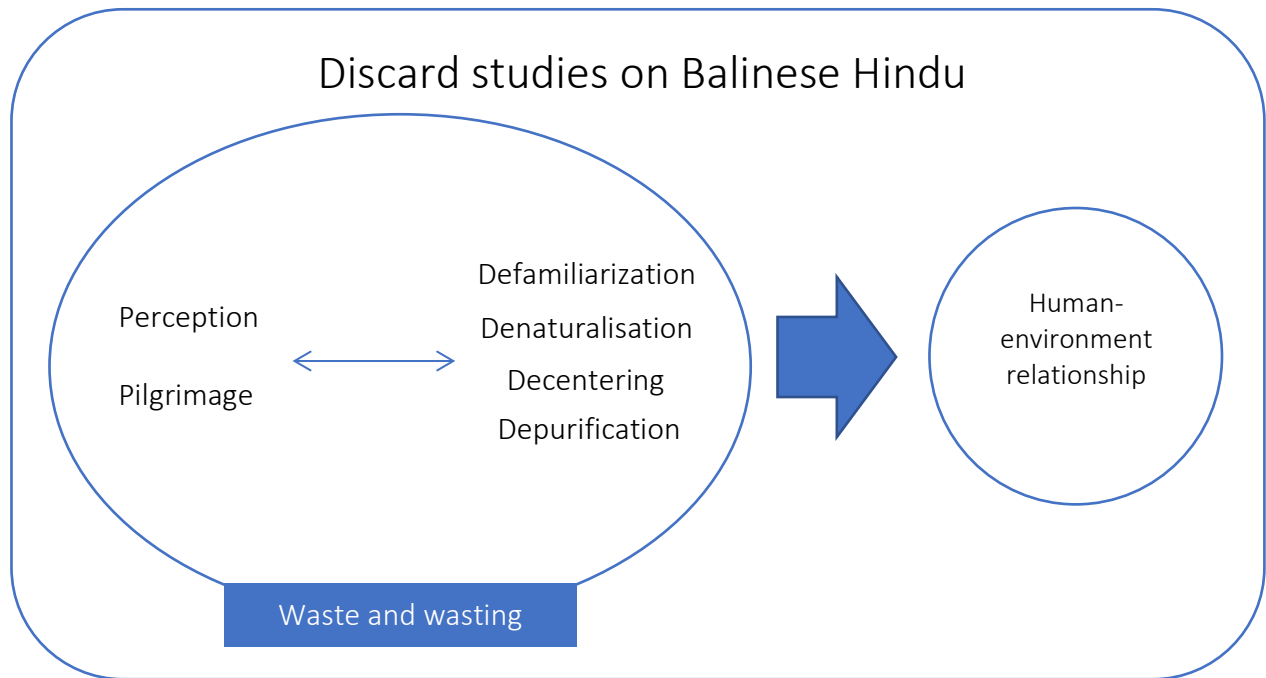 Discard studies on Balinese Hindu
Perception
Pilgrimage
Defamiliarization
Denaturalisation
Decentering
Depurification
Human-
environment
relationship
Waste and wasting